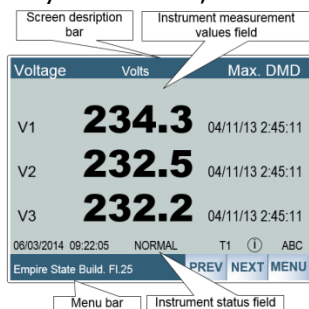 Screen desription
bar
Instrument measurement
values field
Voltage Volts Max. DMD
V1 234.3 04/11/13 2:45:11
V2 232.5 04/11/13 2:45:11
V3 232.2 04/11/13 2:45:11
06/03/2014 09:22:05 NORMAL T1 i ABC
Empire State Build. Fl.25 PREV NEXT MENU
Menu bar Instrument status field